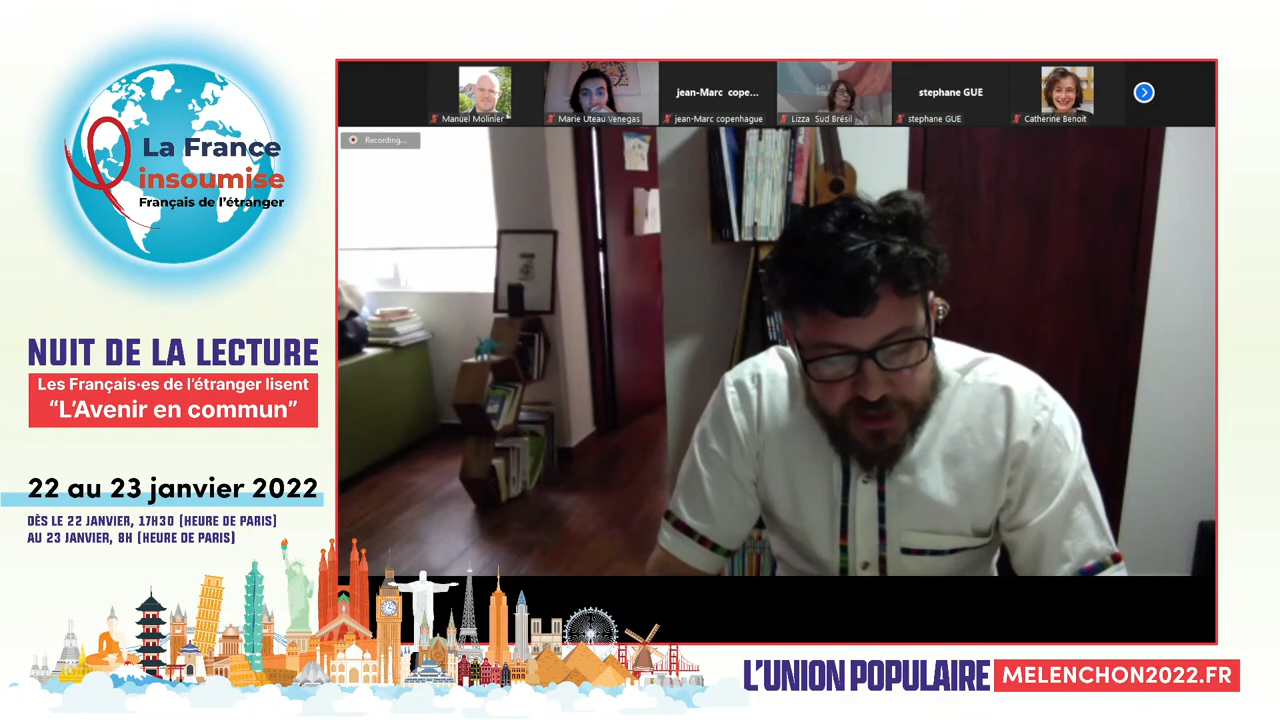 La France
insoumise
Français de l'étranger
NUIT DE LA LECTURE
Les Français·es de l'étranger lisent
“L'Avenir en commun”
22 au 23 janvier 2022
DÈS LE 22 JANVIER, 17H30 (HEURE DE PARIS)
AU 23 JANVIER, 8H (HEURE DE PARIS)
jean-Marc cope...
stephane GUE
Manuel Molinier
Marie Uteau Venegas
jean-Marc copenhague
Lizza Sud Brésil
stephane GUE
Catherine Benoit
Recording...
L'UNION POPULAIRE
MELENCHON2022.FR